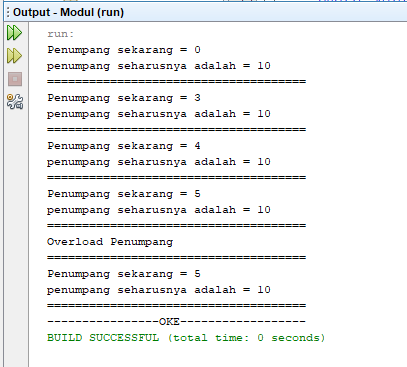 Output - Modul (run)
run:
Penumpang sekarang = 0
penumpang seharusnya adalah = 10
=====================================
Penumpang sekarang = 3
penumpang seharusnya adalah = 10
=====================================
Penumpang sekarang = 4
penumpang seharusnya adalah = 10
=====================================
Penumpang sekarang = 5
penumpang seharusnya adalah = 10
=====================================
Overload Penumpang
=====================================
Penumpang sekarang = 5
penumpang seharusnya adalah = 10
=====================================
----------------OKE------------------
BUILD SUCCESSFUL (total time: 0 seconds)